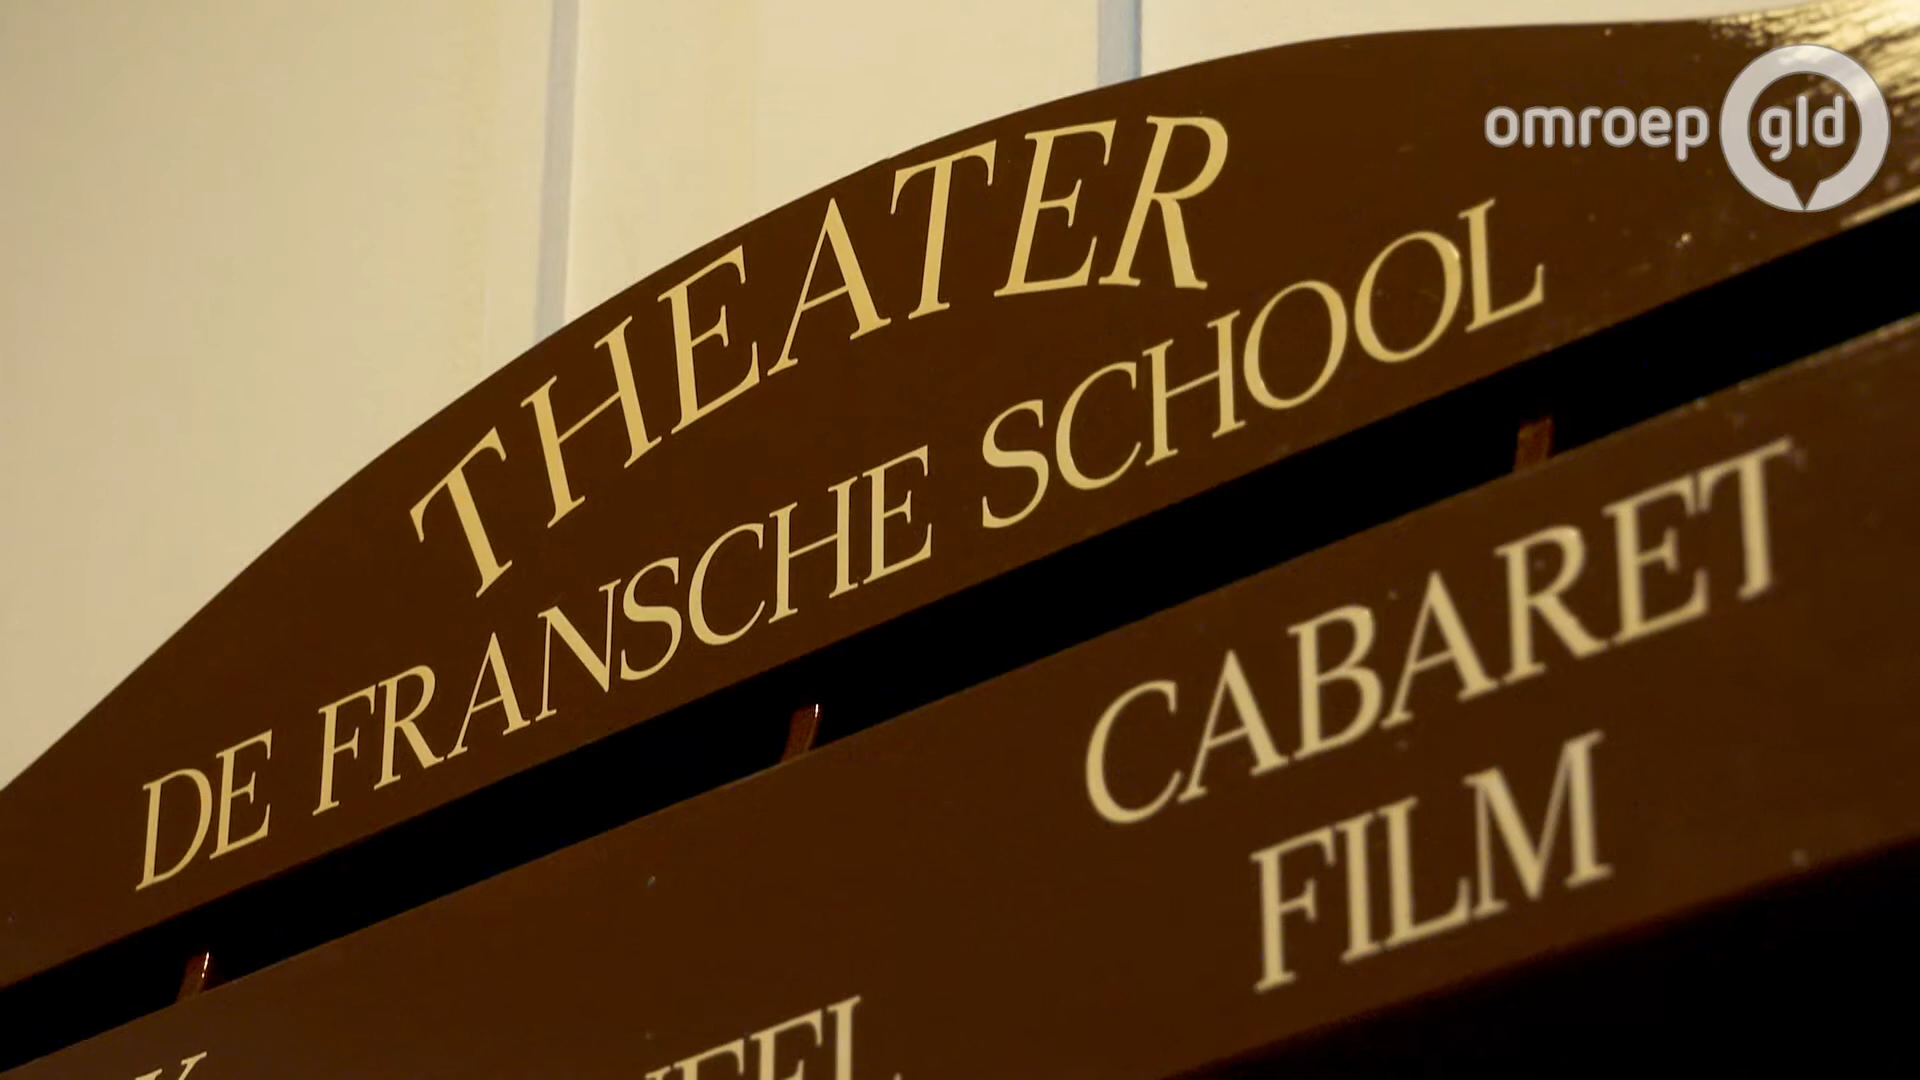 omroep gld
THEATER
DE FRANSCHE SCHOOL
CABARET
FILM